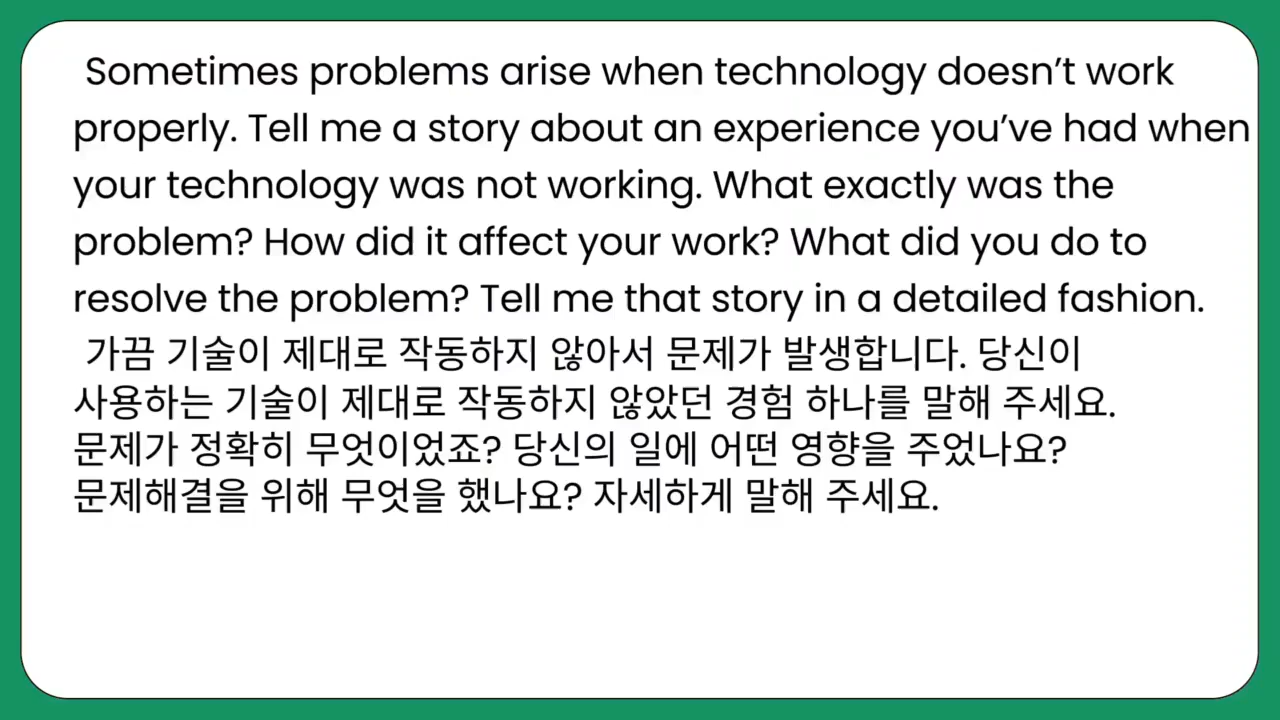 Sometimes problems arise when technology doesn’t work
properly. Tell me a story about an experience you’ve had when
your technology was not working. What exactly was the
problem? How did it affect your work? What did you do to
resolve the problem? Tell me that story in a detailed fashion.
가끔 기술이 제대로 작동하지 않아서 문제가 발생합니다. 당신이
사용하는 기술이 제대로 작동하지 않았던 경험 하나를 말해 주세요.
문제가 정확히 무엇이었죠? 당신의 일에 어떤 영향을 주었나요?
문제해결을 위해 무엇을 했나요? 자세하게 말해 주세요.